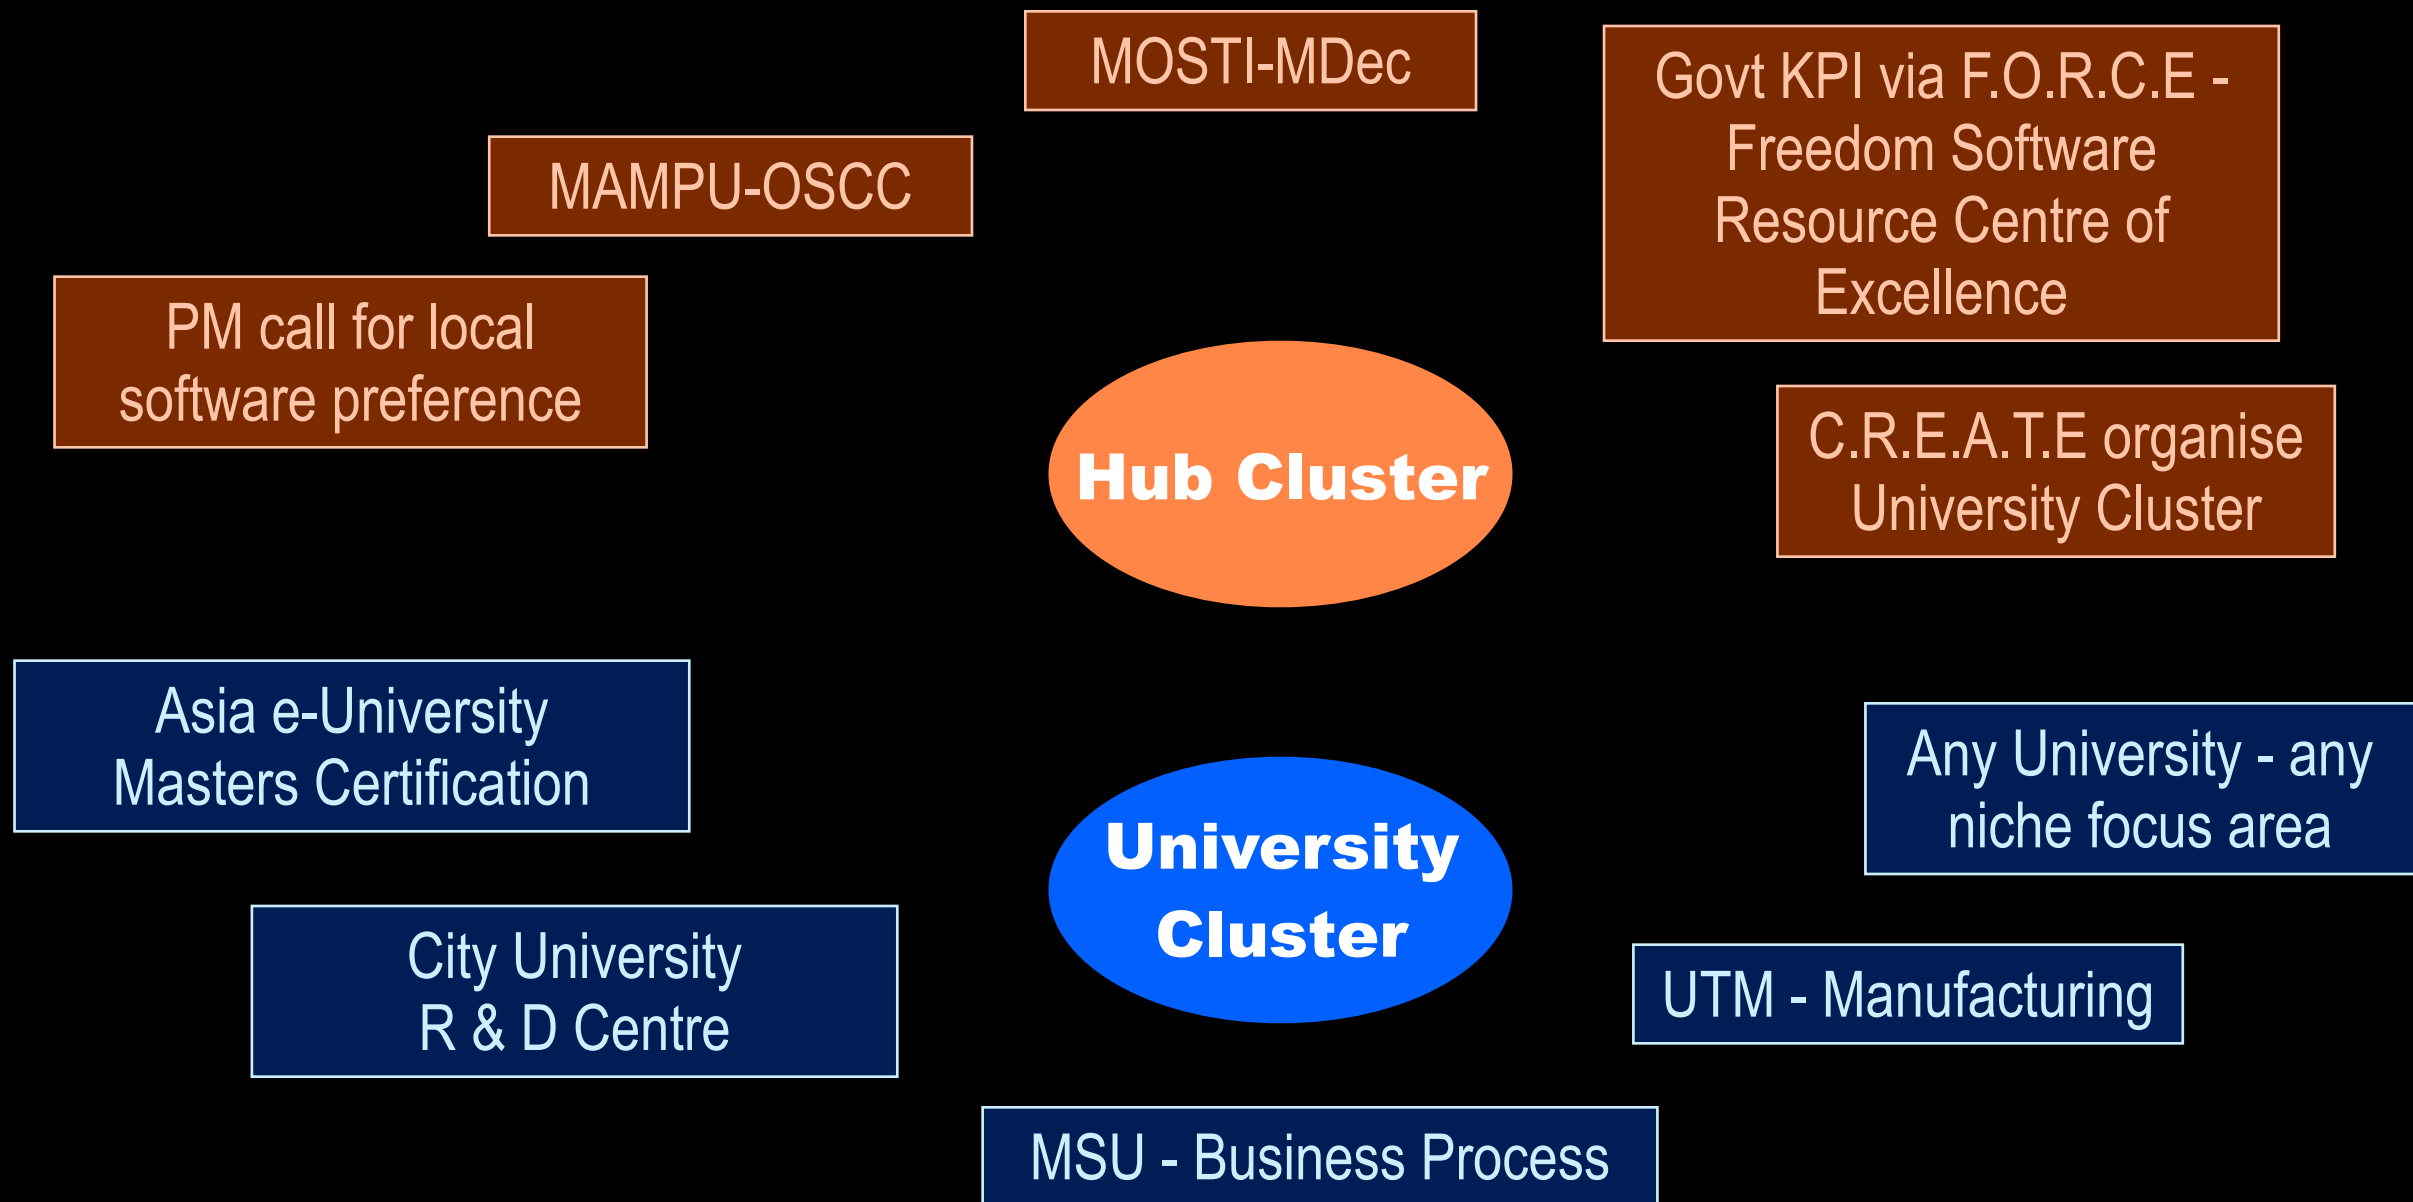 MOSTI-MDec
Govt KPI via F.O.R.C.E -
Freedom Software
Resource Centre of
Excellence
MAMPU-OSCC
PM call for local
software preference
C.R.E.A.T.E organise
University Cluster
Hub Cluster
Asia e-University
Masters Certification
Any University - any
niche focus area
University
Cluster
City University
R & D Centre
UTM - Manufacturing
MSU - Business Process